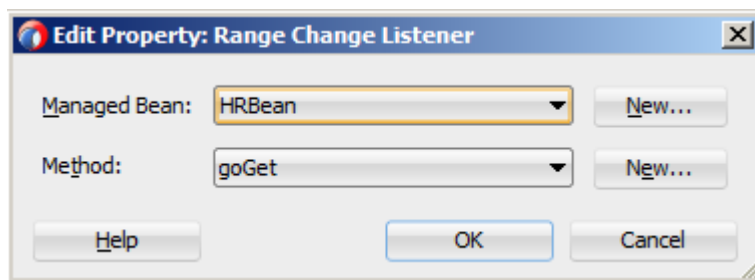 Edit Property: Range Change Listener
Managed Bean: HRBean New...
Method: goGet New...
Help OK Cancel